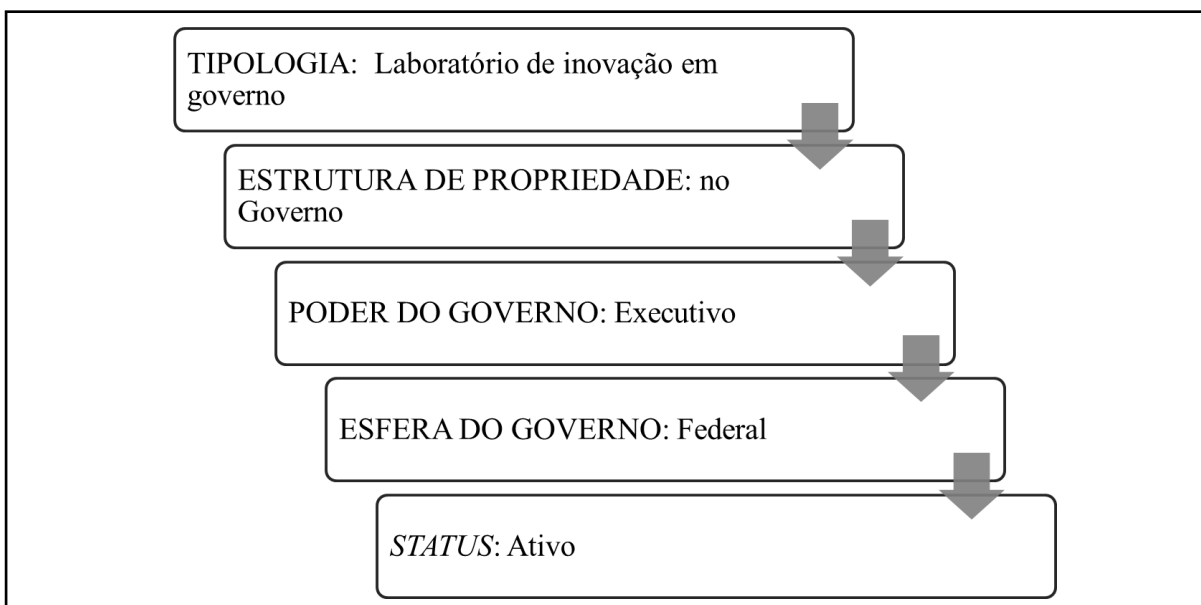 TIPOLOGIA: Laboratório de inovação em
governo
ESTRUTURA DE PROPRIEDADE: no
Governo
PODER DO GOVERNO: Executivo
ESFERA DO GOVERNO: Federal
STATUS: Ativo